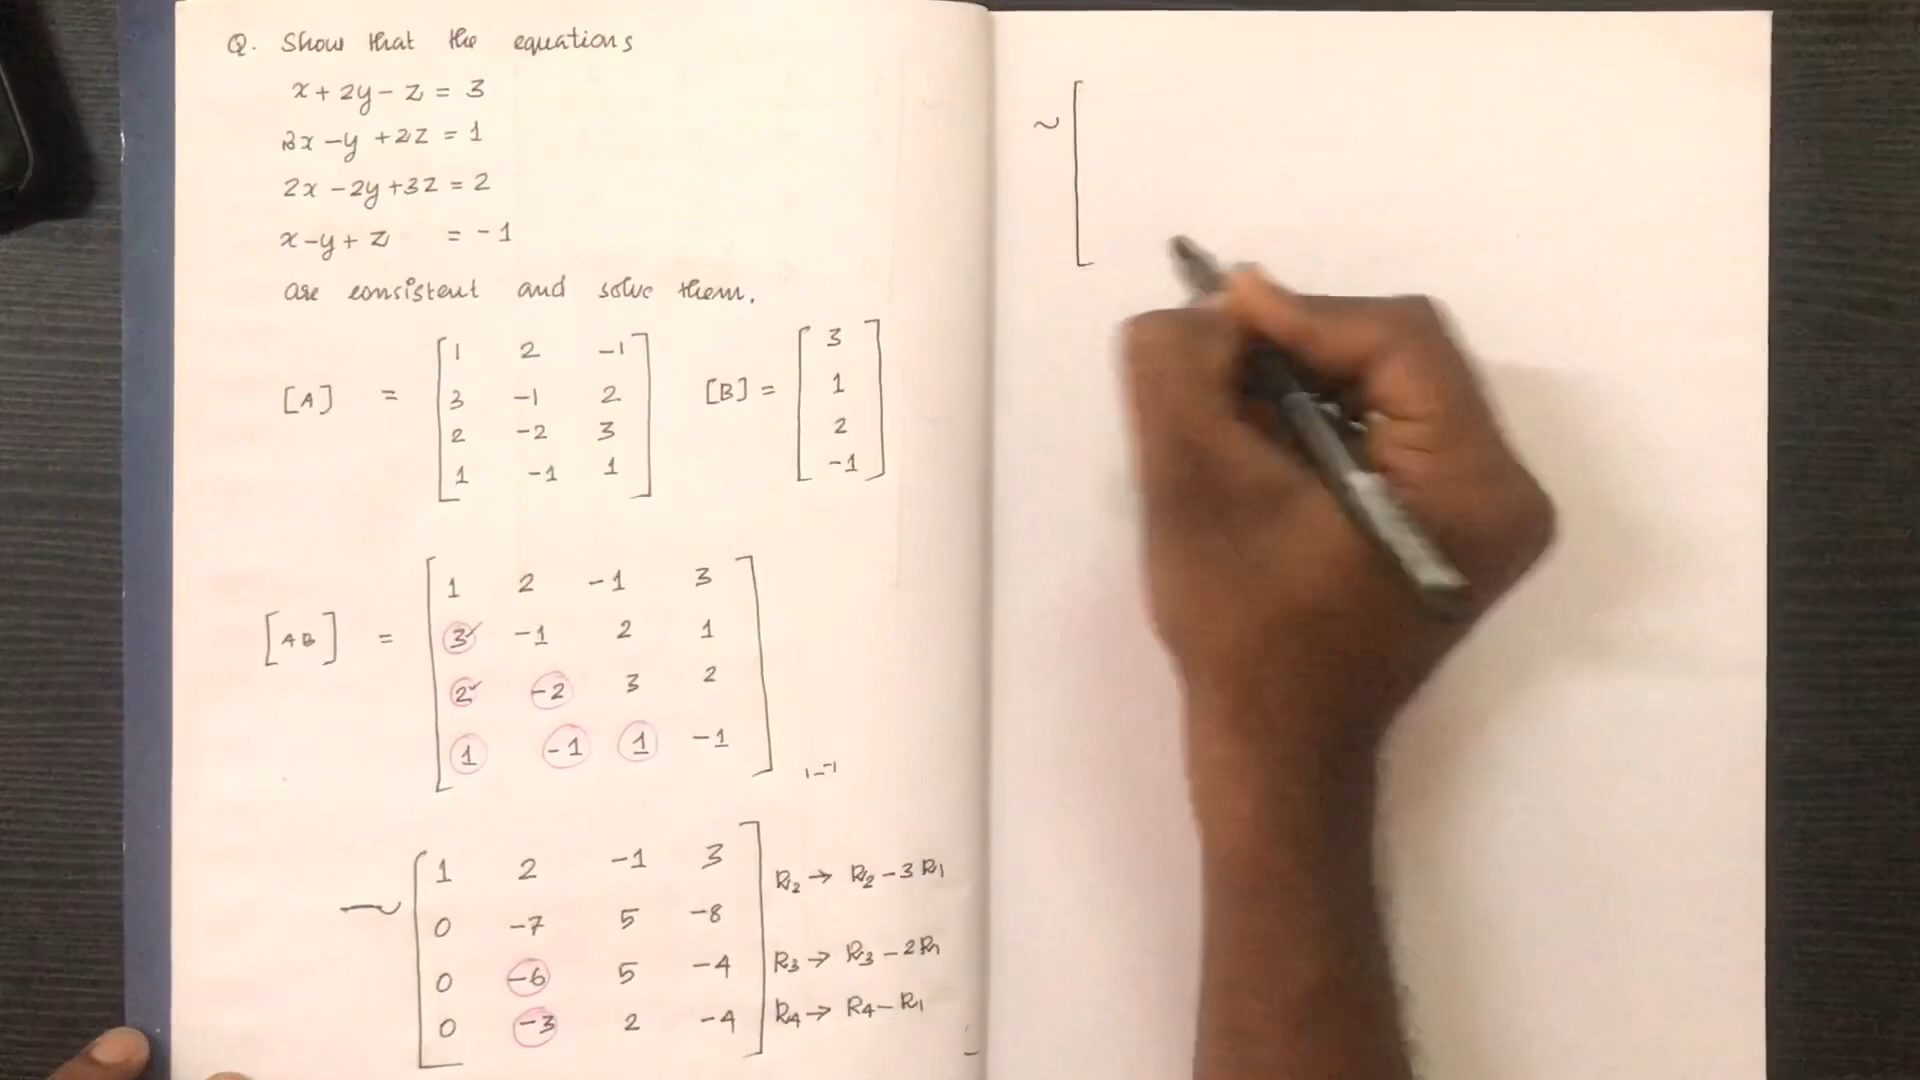 Q. Show that the equations
x + 2y - z = 3
3x - y + 2z = 1
2x - 2y + 3z = 2
x - y + z = -1
are consistent and solve them.
[A] = [ 1 2 -1 [B] = [ 3
3 -1 2 1
2 -2 3 2
1 -1 1 ] -1 ]
[AB] = [ 1 2 -1 3
3 -1 2 1
2 -2 3 2
1 -1 1 -1 ]
1--1
~ [ 1 2 -1 3
0 -7 5 -8 R2 → R2 - 3R1
0 -6 5 -4 R3 → R3 - 2R1
0 -3 2 -4 ] R4 → R4 - R1
~ [